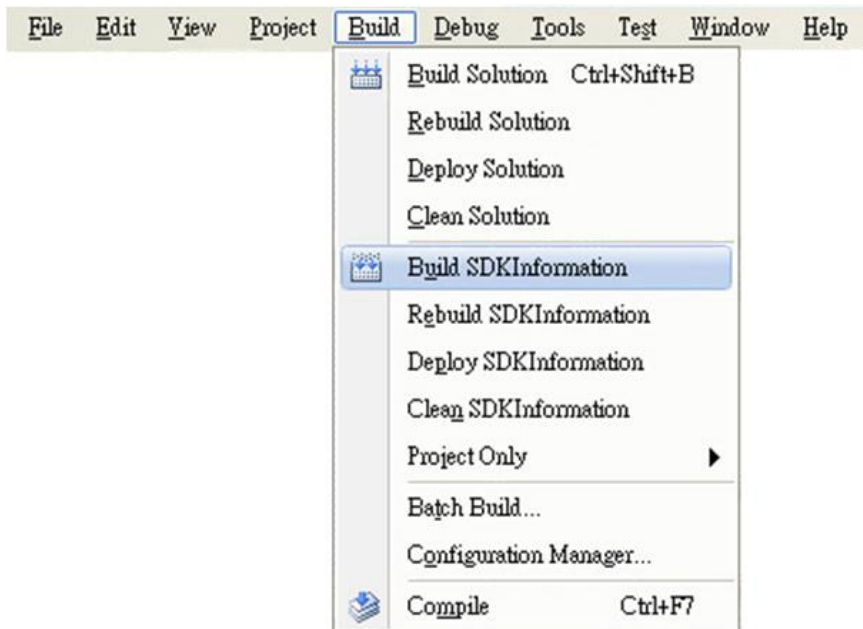 File Edit View Project Build Debug Tools Test Window Help
Build Solution Ctrl+Shift+B
Rebuild Solution
Deploy Solution
Clean Solution
Build SDKInformation
Rebuild SDKInformation
Deploy SDKInformation
Clean SDKInformation
Project Only
Batch Build...
Configuration Manager...
Compile Ctrl+F7